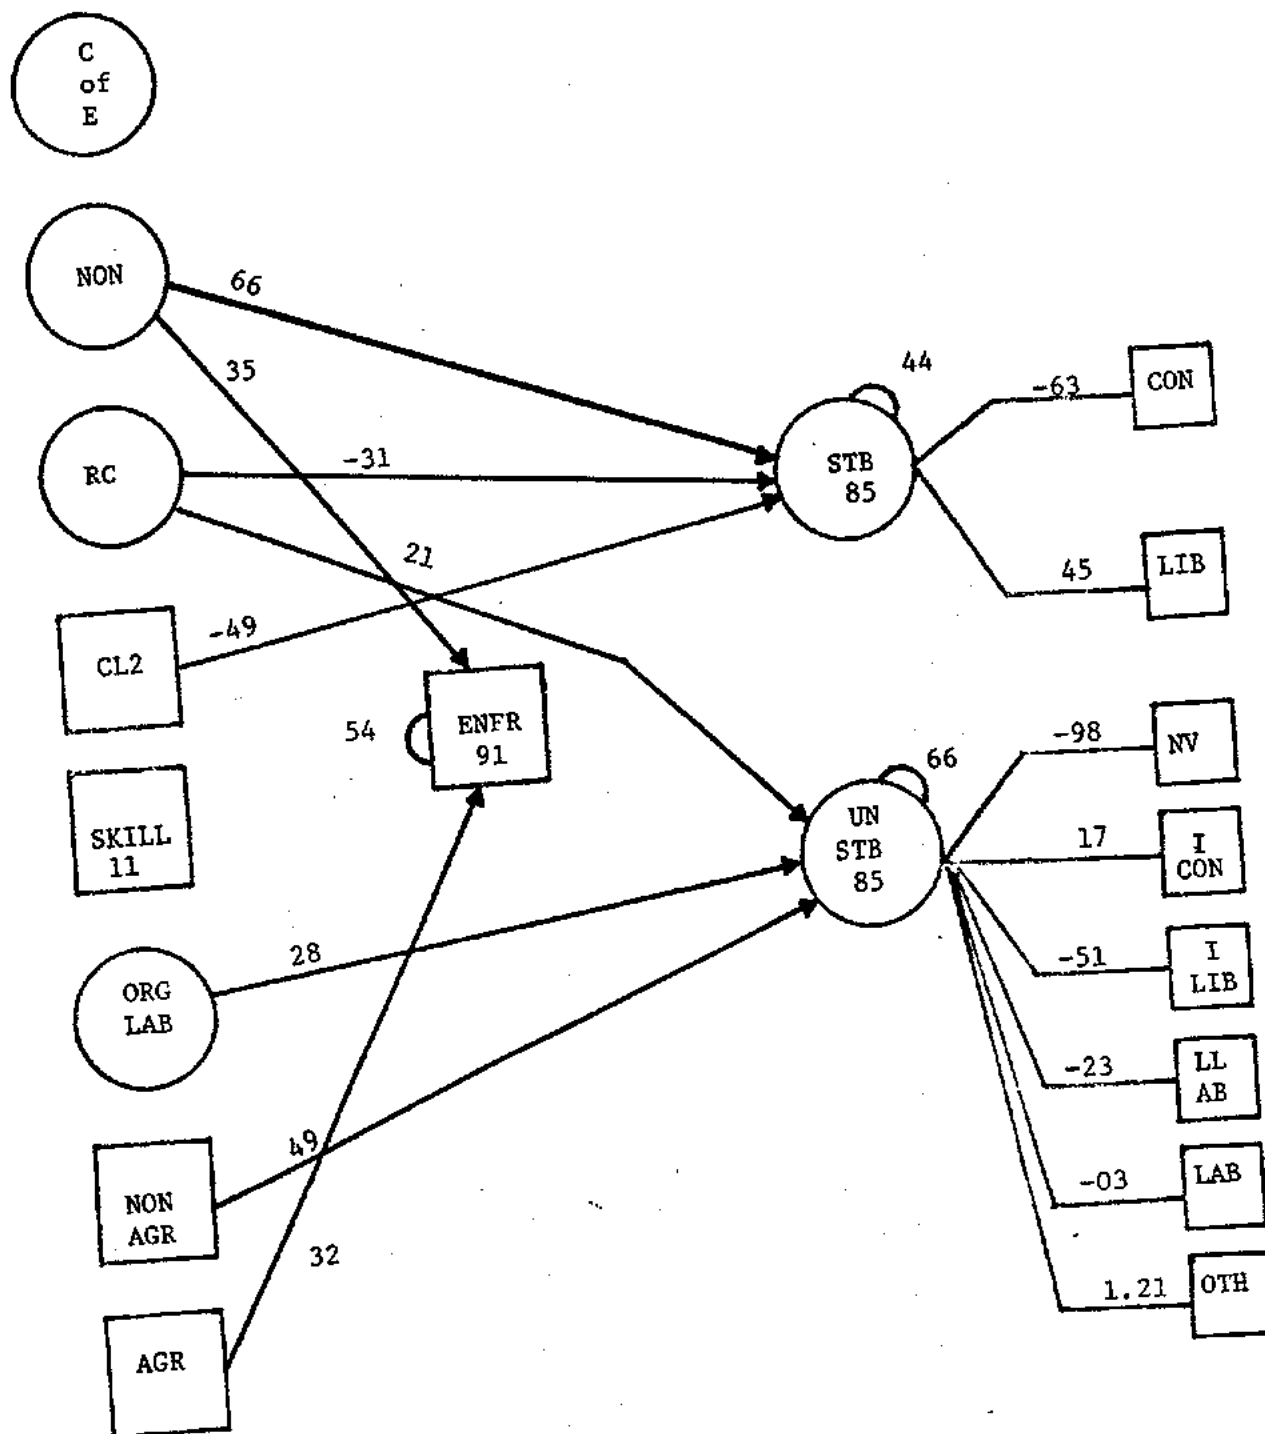 C
of
E
NON
66
35
44
-63
CON
RC
-31
STB
85
21
45
LIB
CL2
-49
54
ENFR
91
-98
NV
66
SKILL
11
UN
STB
85
17
I
CON
28
-51
I
LIB
ORG
LAB
-23
LL
AB
49
-03
LAB
NON
AGR
32
1.21
OTH
AGR